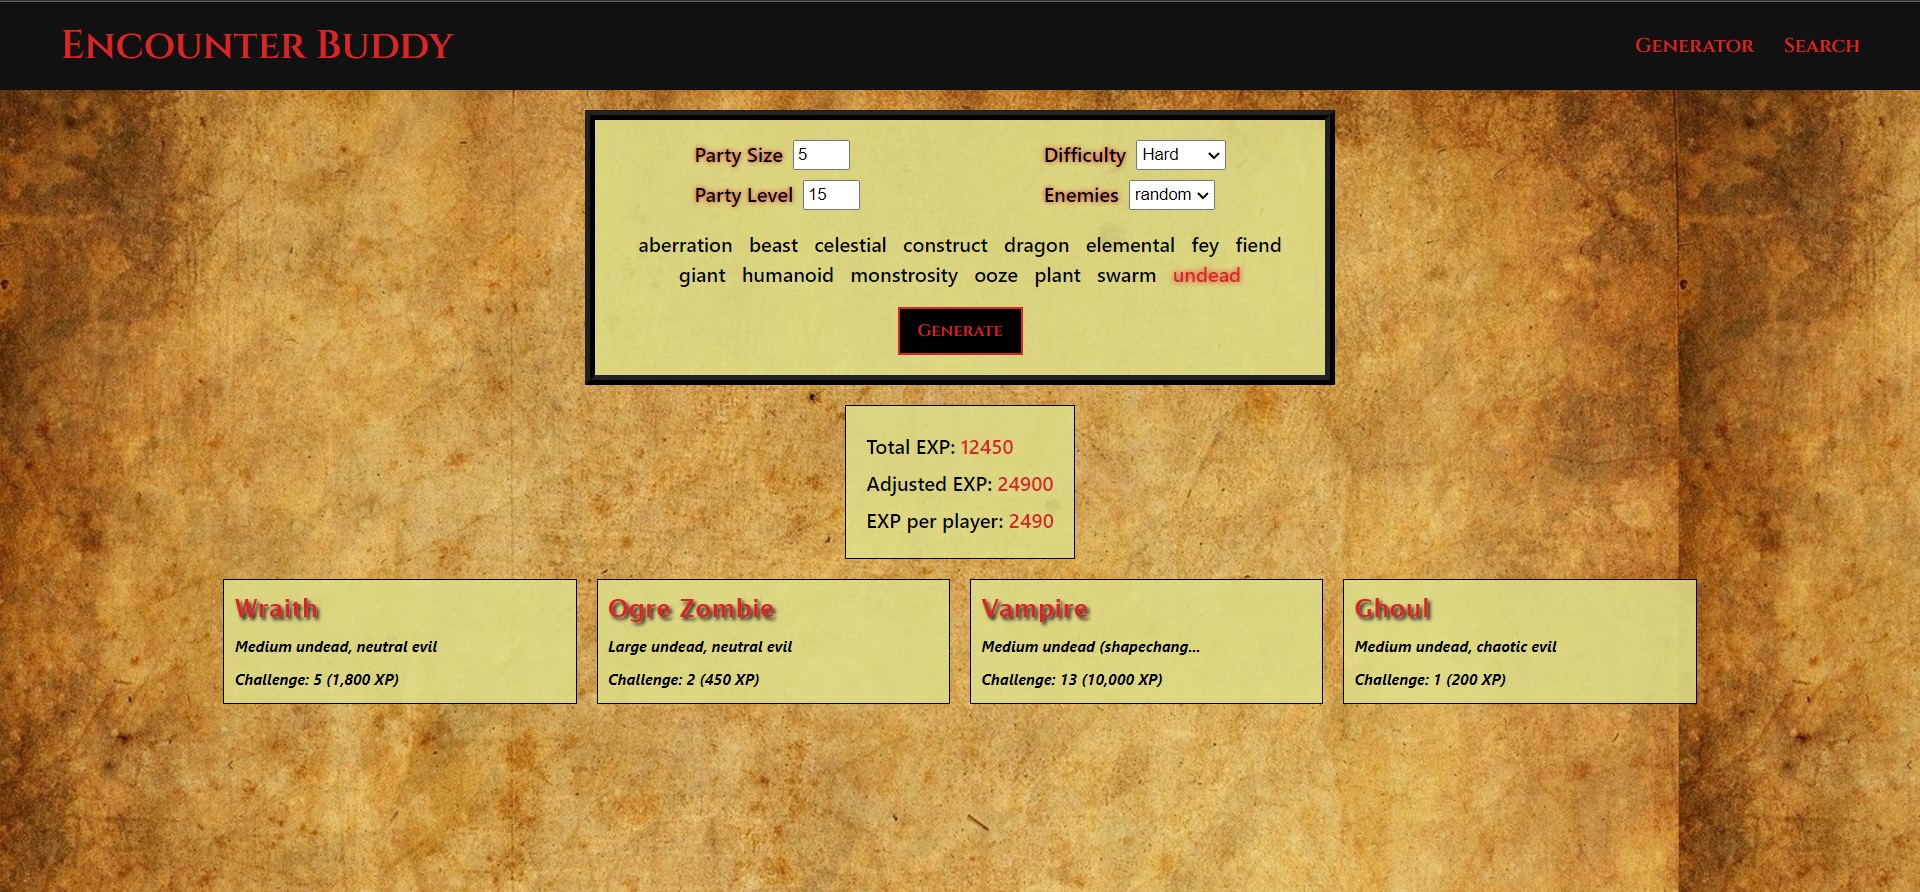 Encounter Buddy
Generator Search
Party Size 5
Difficulty Hard
Party Level 15
Enemies random
aberration beast celestial construct dragon elemental fey fiend
giant humanoid monstrosity ooze plant swarm undead
Generate
Total EXP: 12450
Adjusted EXP: 24900
EXP per player: 2490
Wraith
Medium undead, neutral evil
Challenge: 5 (1,800 XP)
Ogre Zombie
Large undead, neutral evil
Challenge: 2 (450 XP)
Vampire
Medium undead (shapechang...
Challenge: 13 (10,000 XP)
Ghoul
Medium undead, chaotic evil
Challenge: 1 (200 XP)